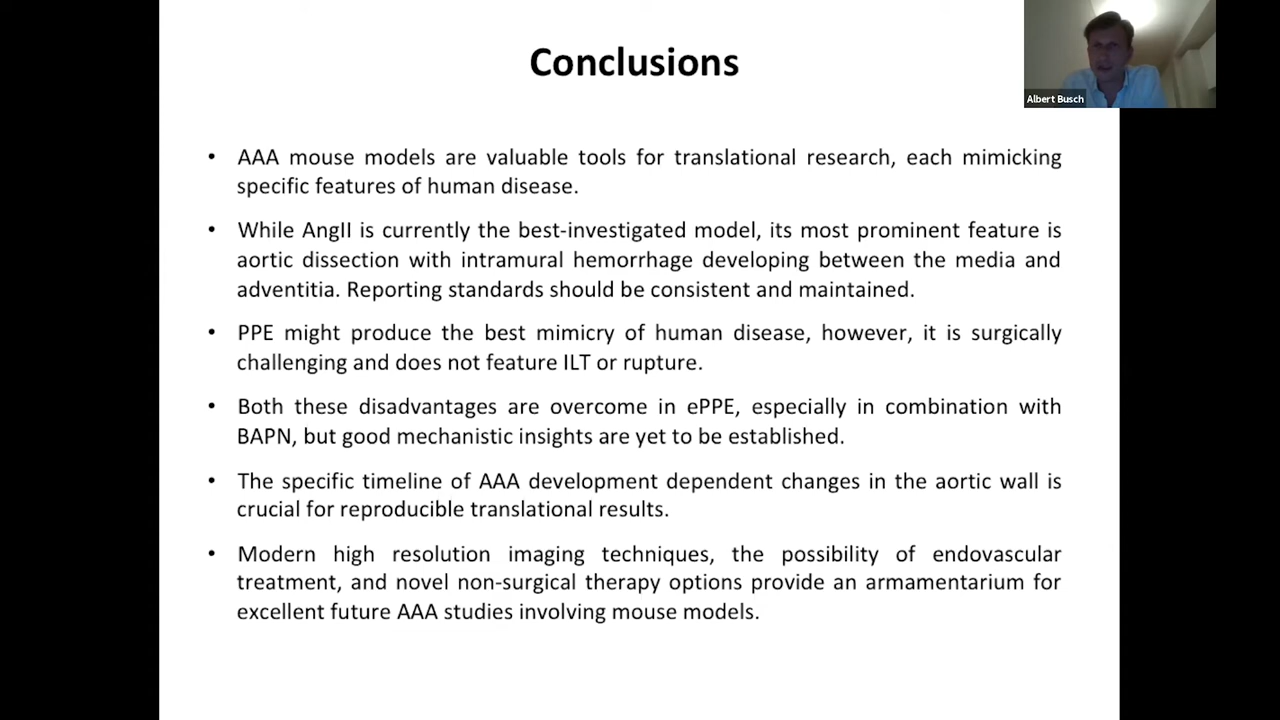 Conclusions
Albert Busch
• AAA mouse models are valuable tools for translational research, each mimicking
specific features of human disease.
• While AngII is currently the best-investigated model, its most prominent feature is
aortic dissection with intramural hemorrhage developing between the media and
adventitia. Reporting standards should be consistent and maintained.
• PPE might produce the best mimicry of human disease, however, it is surgically
challenging and does not feature ILT or rupture.
• Both these disadvantages are overcome in ePPE, especially in combination with
BAPN, but good mechanistic insights are yet to be established.
• The specific timeline of AAA development dependent changes in the aortic wall is
crucial for reproducible translational results.
• Modern high resolution imaging techniques, the possibility of endovascular
treatment, and novel non-surgical therapy options provide an armamentarium for
excellent future AAA studies involving mouse models.